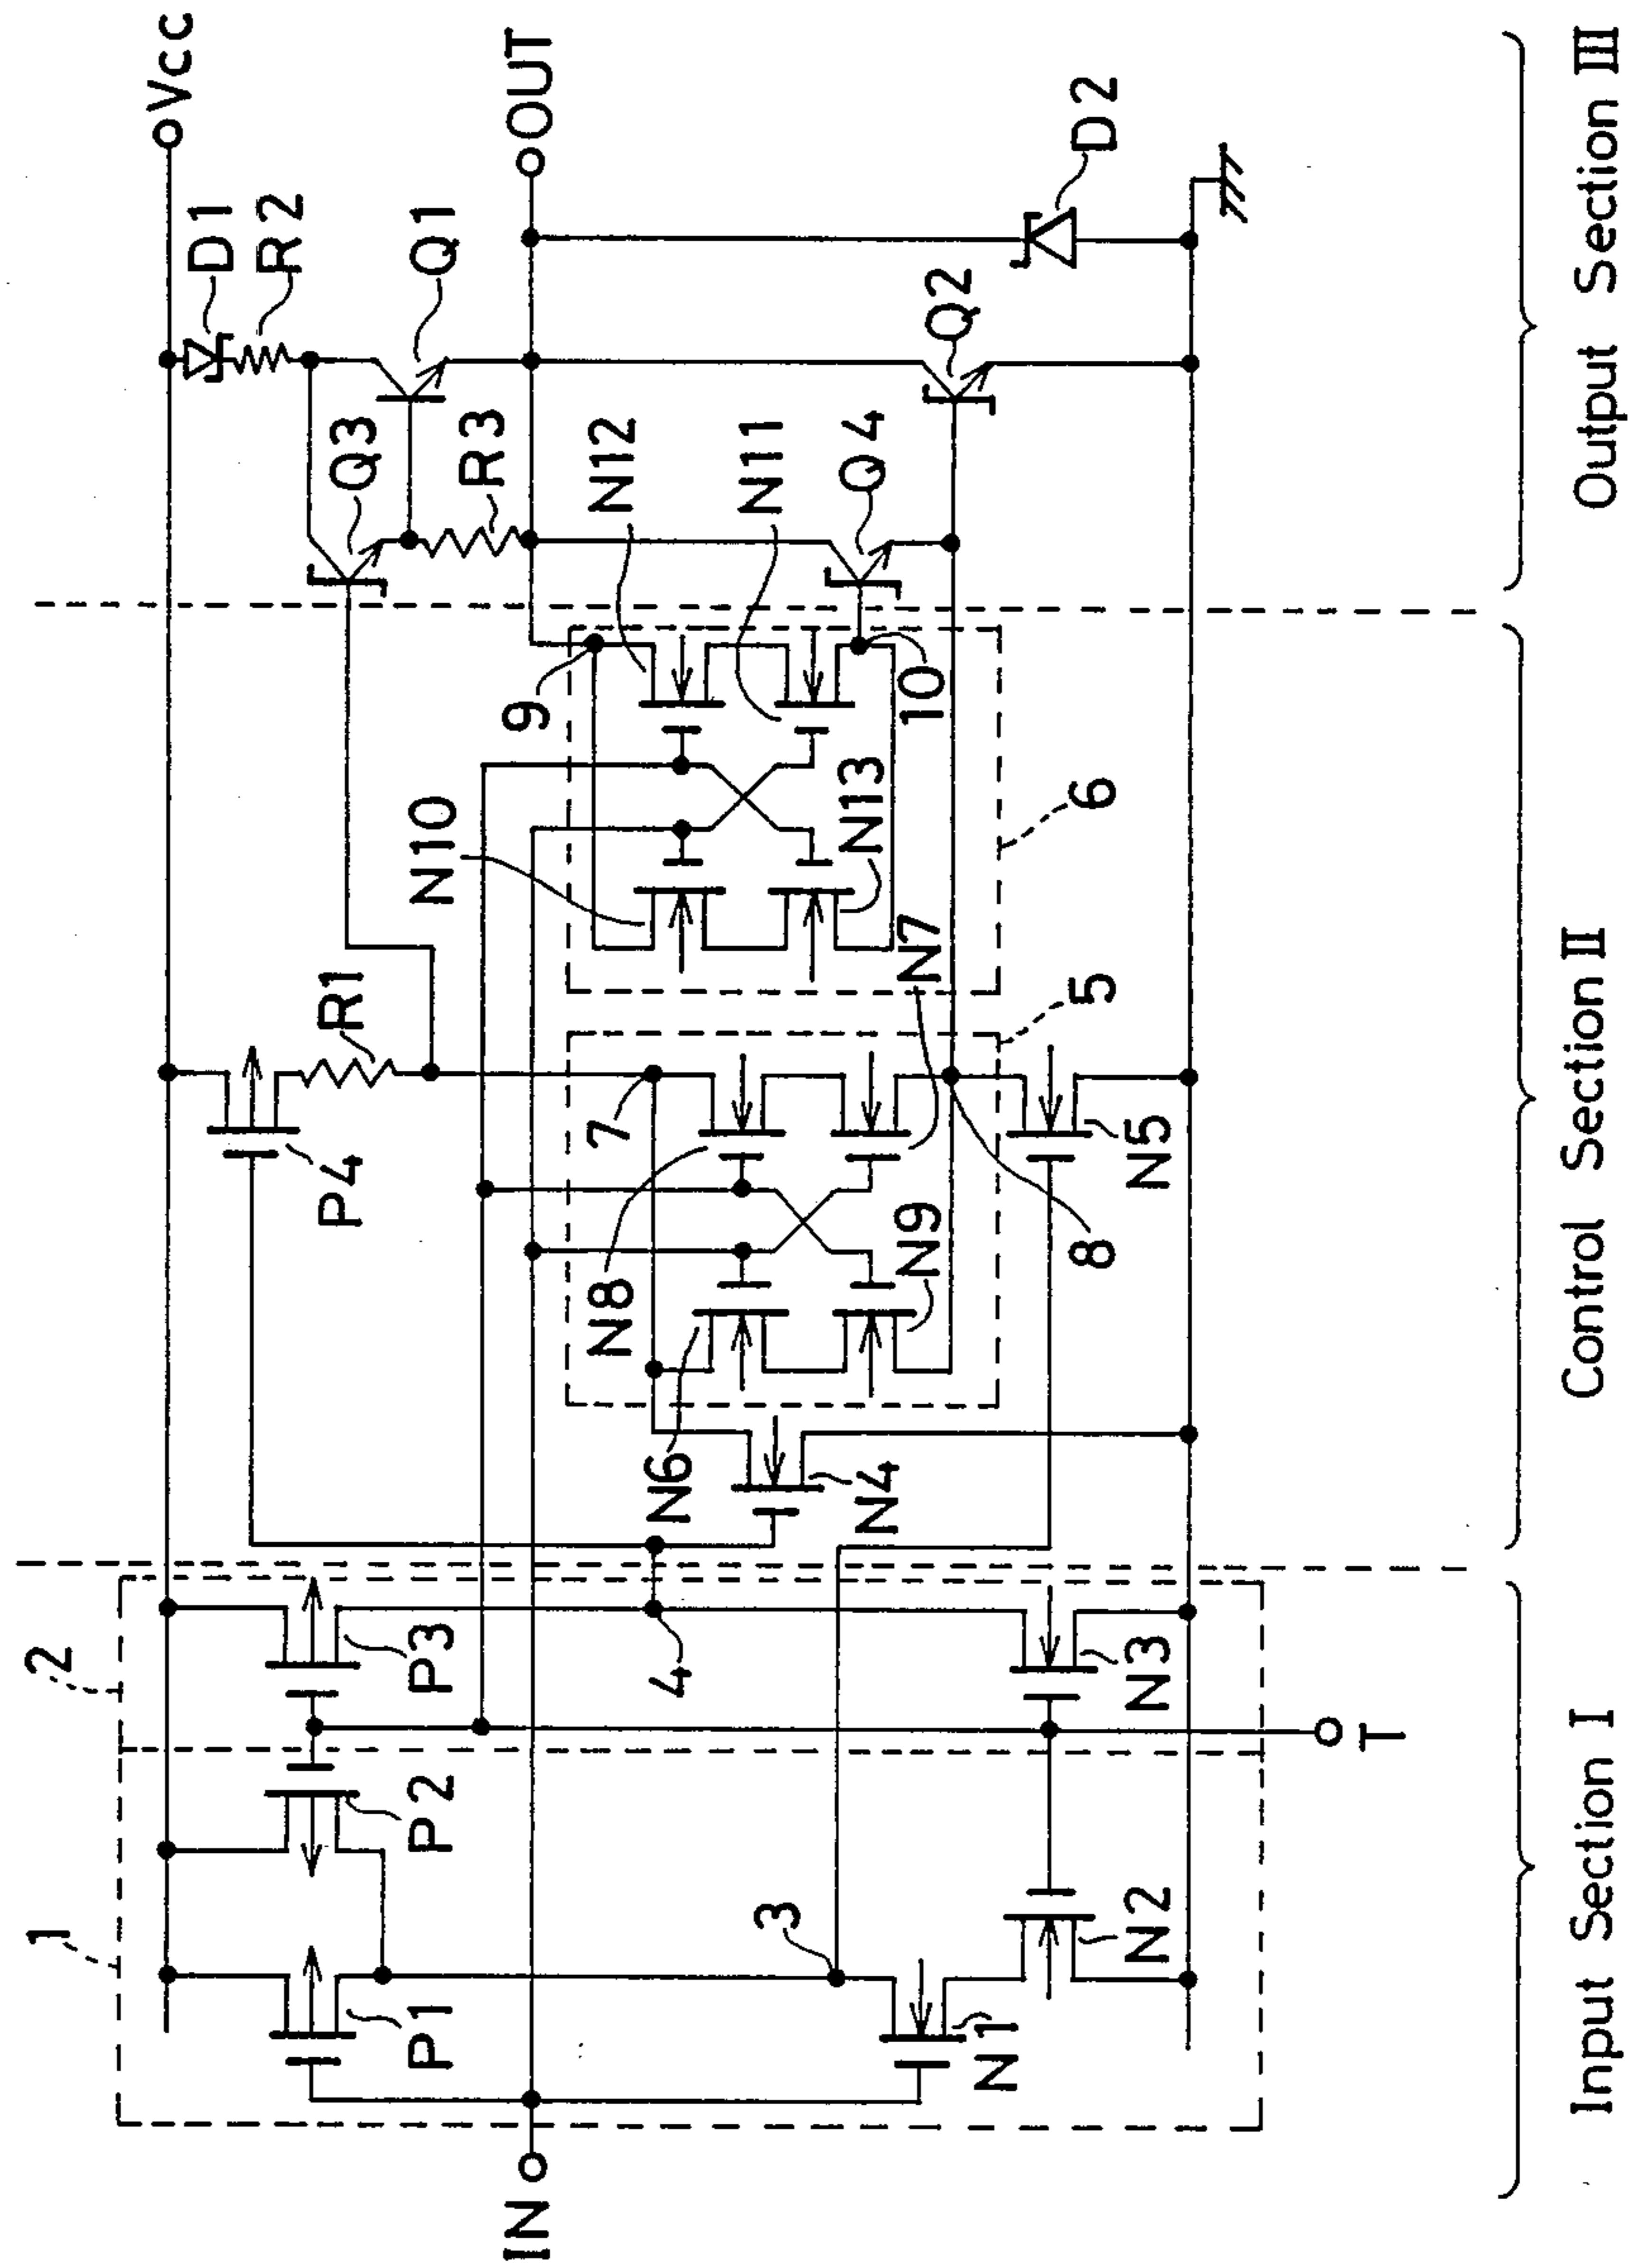 Vcc
D1
R2
Q1
OUT
Q3
R3
N12
N11
Q4
Q2
D2
9
10
N10
N13
6
R1
P4
7
N7
5
N8
N9
8
N5
N6
N4
2
P3
4
N3
T
1
P2
3
N2
P1
N1
IN
Input Section I
Control Section II
Output Section III